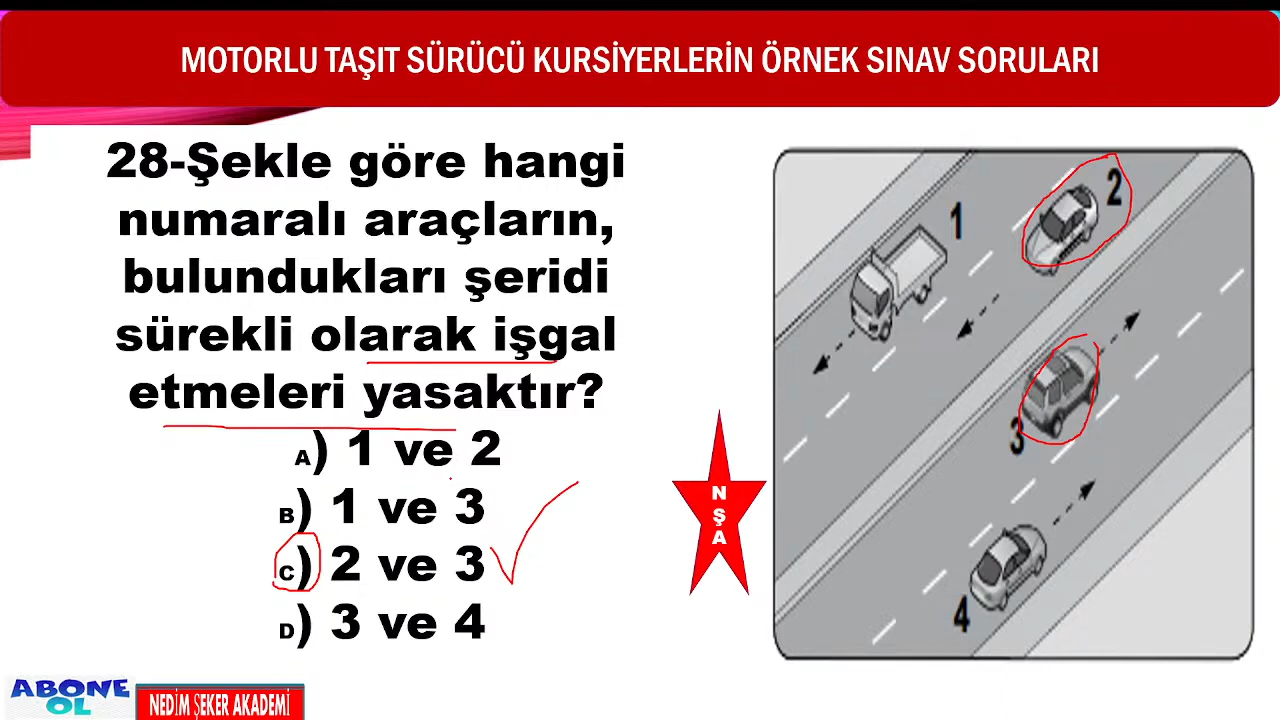 MOTORLU TAŞIT SÜRÜCÜ KURSİYERLERİN ÖRNEK SINAV SORULARI
28-Şekle göre hangi
numaralı araçların,
bulundukları şeridi
sürekli olarak işgal
etmeleri yasaktır?
A) 1 ve 2
B) 1 ve 3
C) 2 ve 3
D) 3 ve 4
N
Ş
A
1
2
3
4
ABONE
OL
NEDİM ŞEKER AKADEMİ